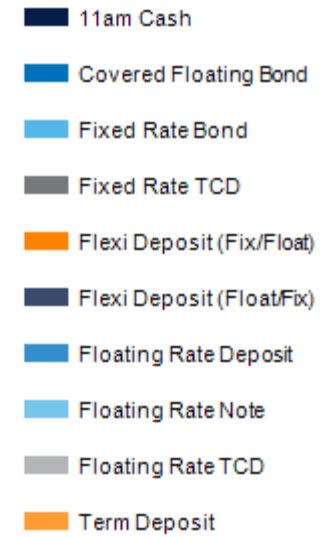 11am Cash
Covered Floating Bond
Fixed Rate Bond
Fixed Rate TCD
Flexi Deposit (Fix/Float)
Flexi Deposit (Float/Fix)
Floating Rate Deposit
Floating Rate Note
Floating Rate TCD
Term Deposit